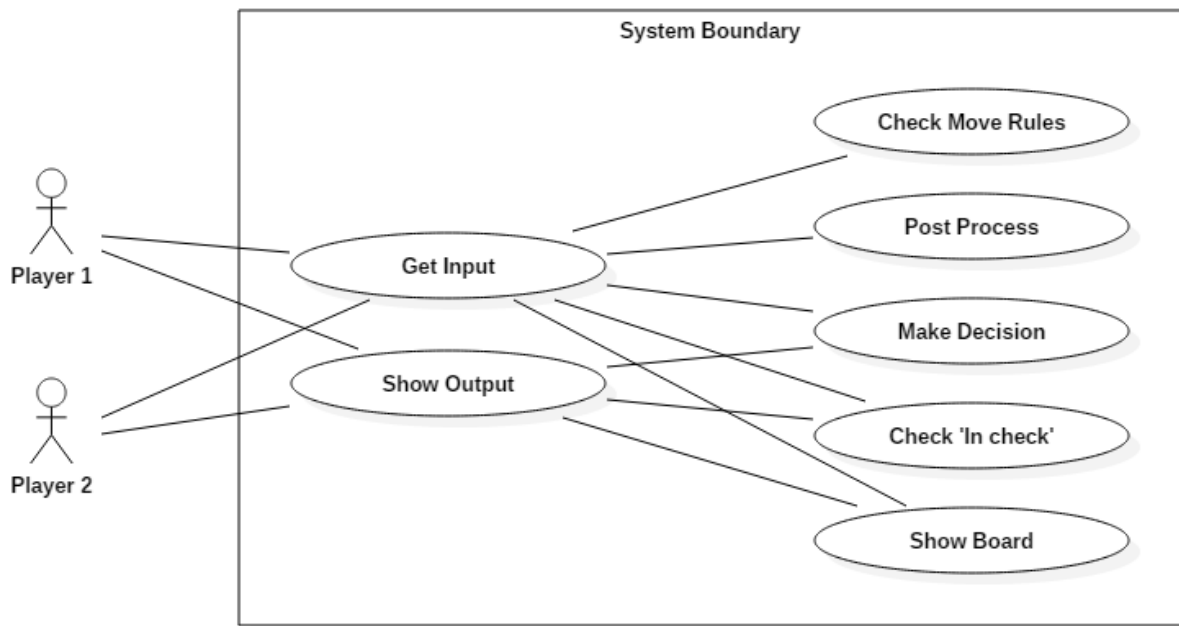 System Boundary
Check Move Rules
Post Process
Player 1
Get Input
Make Decision
Show Output
Check 'In check'
Player 2
Show Board